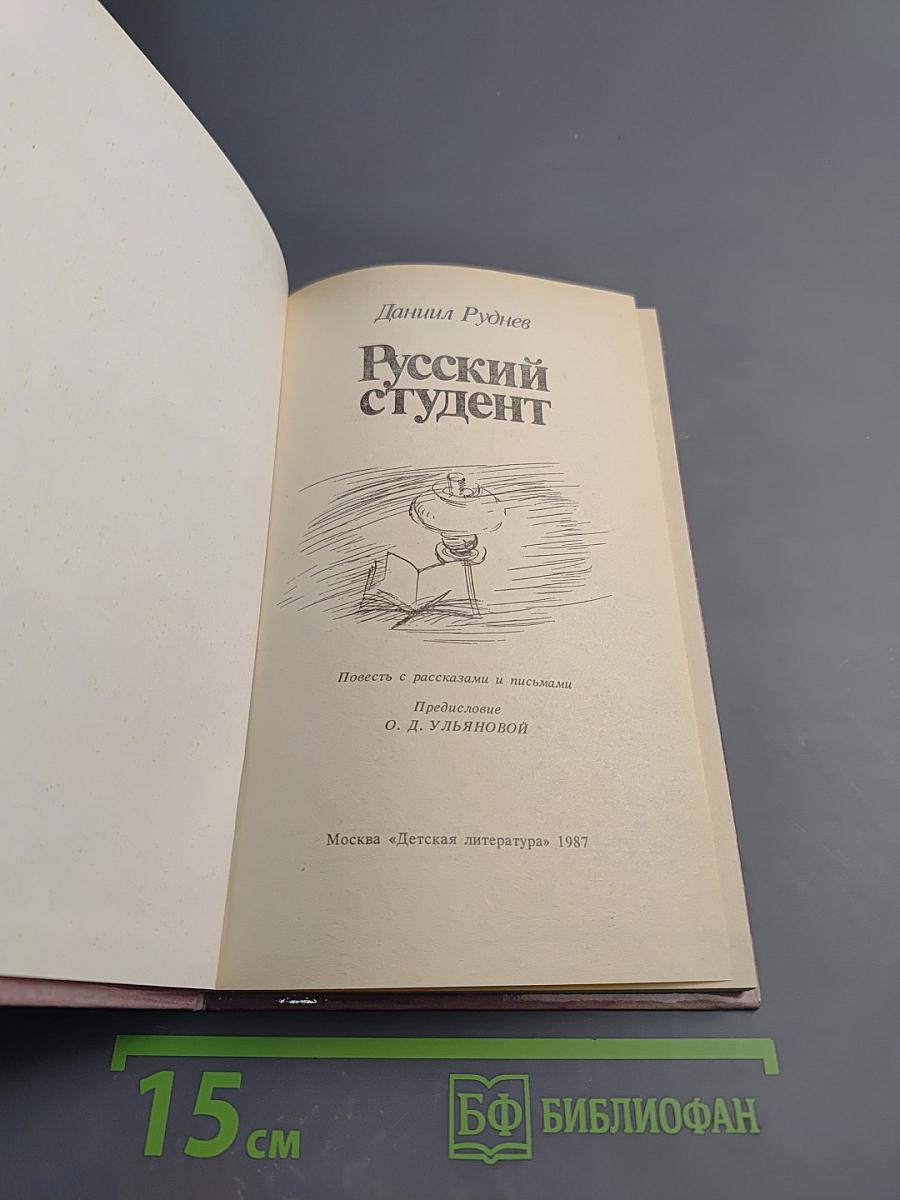 Даниил Руднев
Русский
студент
Повесть с рассказами и письмами
Предисловие
О. Д. УЛЬЯНОВОЙ
Москва «Детская литература» 1987
15 см
БФ БИБЛИОФАН